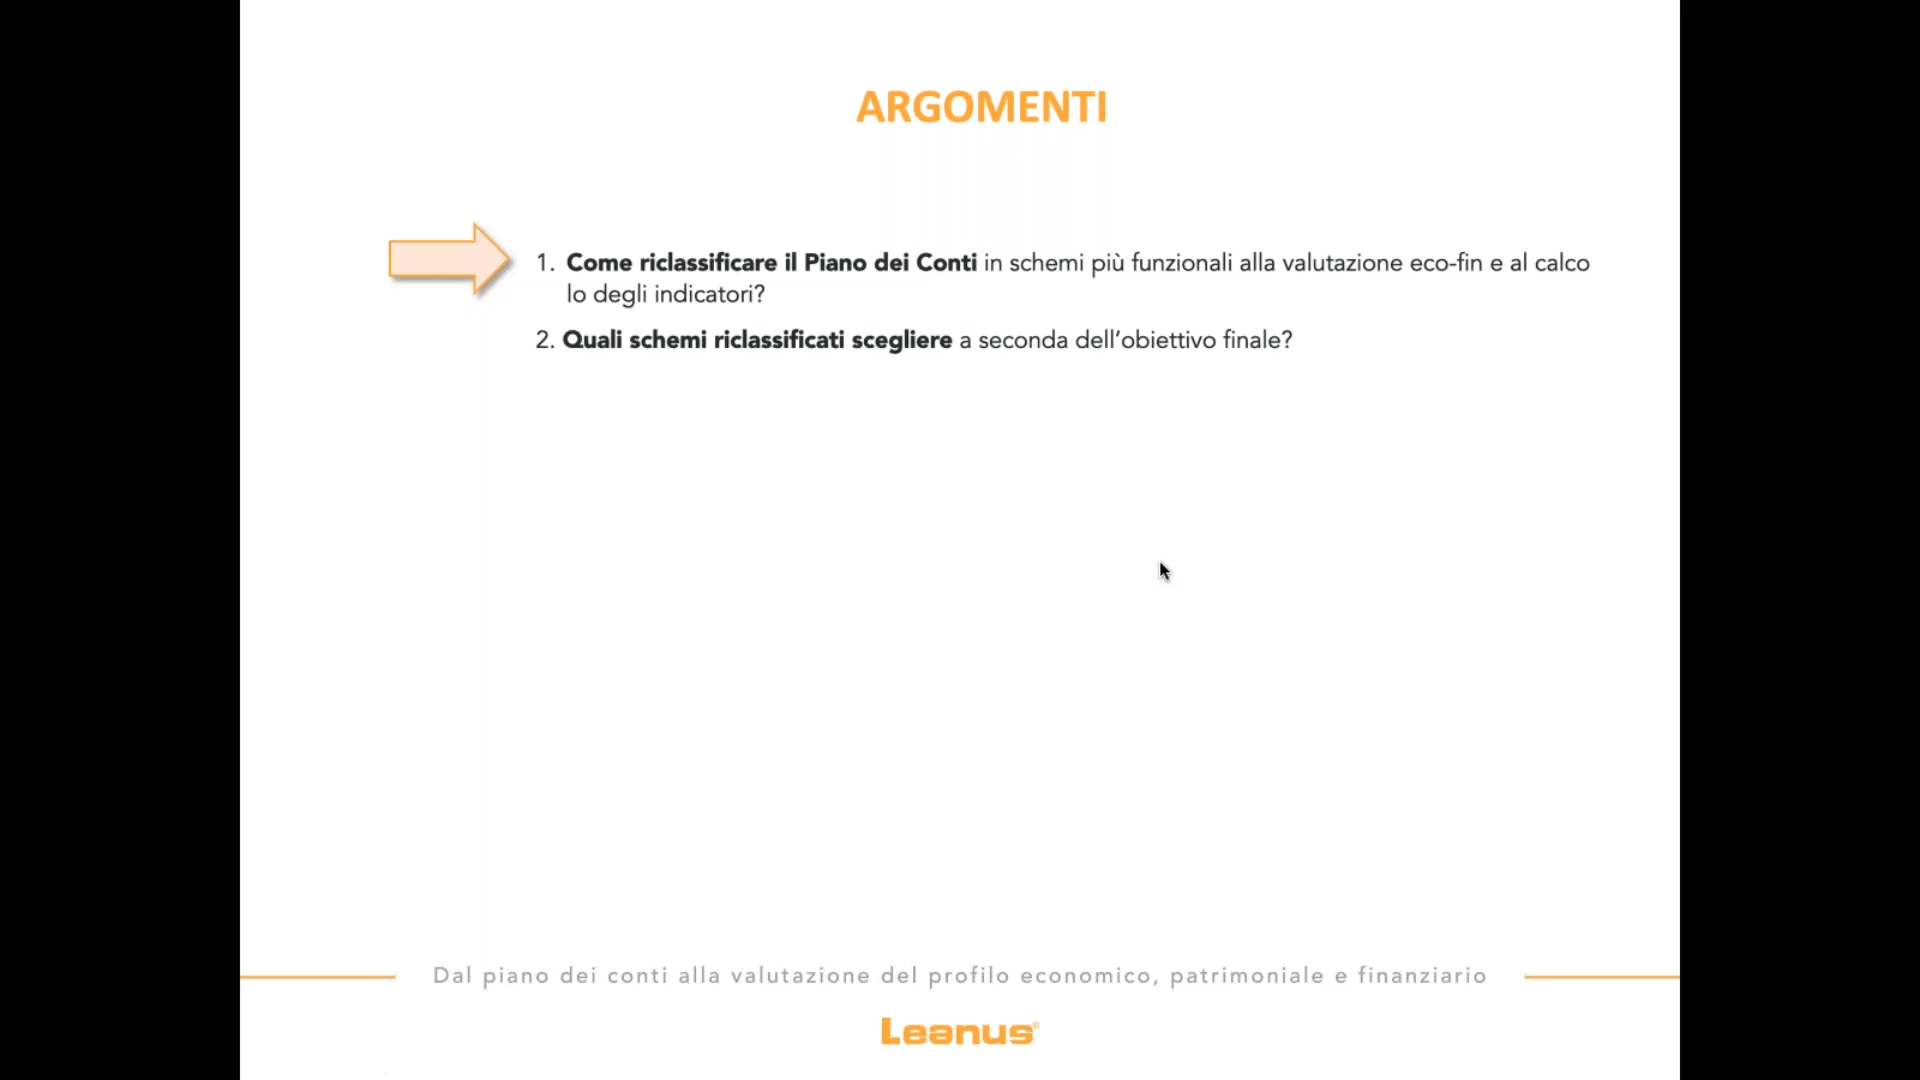 ARGOMENTI
1. Come riclassificare il Piano dei Conti in schemi più funzionali alla valutazione eco-fin e al calco
lo degli indicatori?
2. Quali schemi riclassificati scegliere a seconda dell’obiettivo finale?
Dal piano dei conti alla valutazione del profilo economico, patrimoniale e finanziario
Leanus®